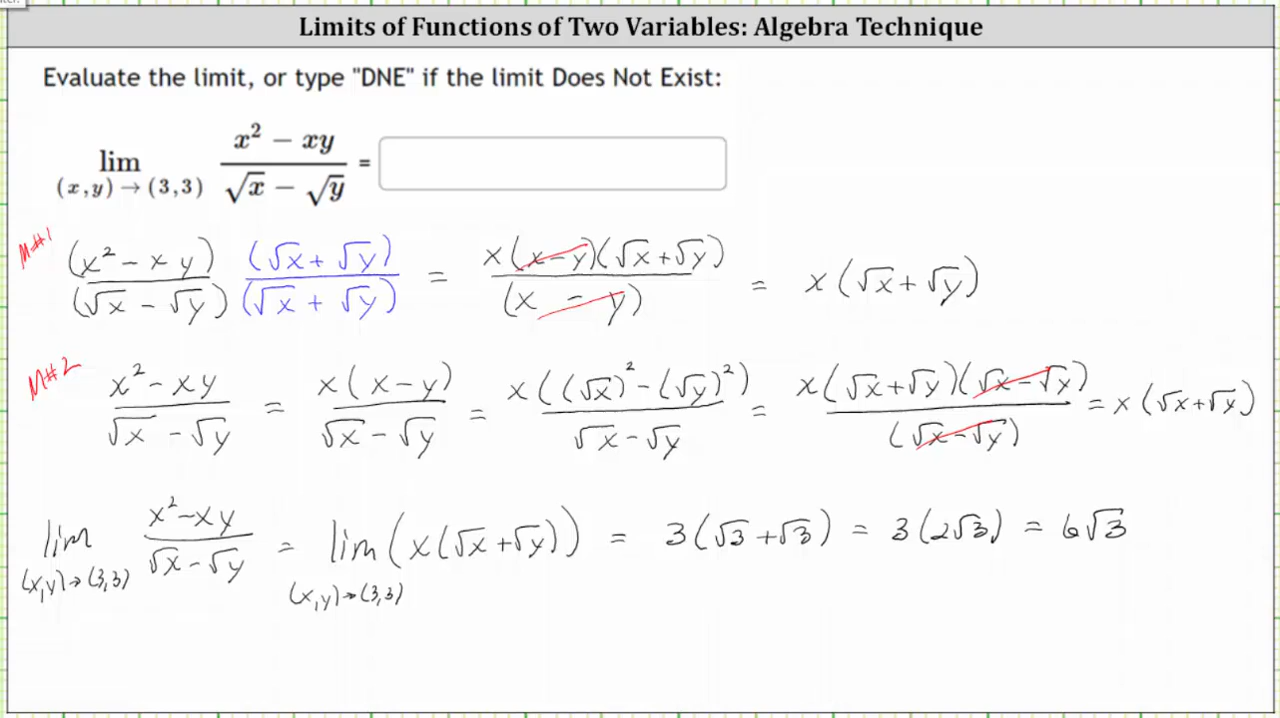 Limits of Functions of Two Variables: Algebra Technique
Evaluate the limit, or type "DNE" if the limit Does Not Exist:
lim (x,y)→(3,3) (x² − xy)/(√x − √y) =
M#1 (x² − xy)/(√x − √y) (√x + √y)/(√x + √y) = x(x−y)(√x+√y)/(x − y) = x(√x+√y)
M#2 (x² − xy)/(√x − √y) = x(x−y)/(√x − √y) = x((√x)² − (√y)²)/(√x − √y) = x(√x+√y)(√x−√y)/(√x−√y) = x(√x+√y)
lim (x,y)→(3,3) (x²−xy)/(√x−√y) = lim (x,y)→(3,3) (x(√x+√y)) = 3(√3+√3) = 3(2√3) = 6√3